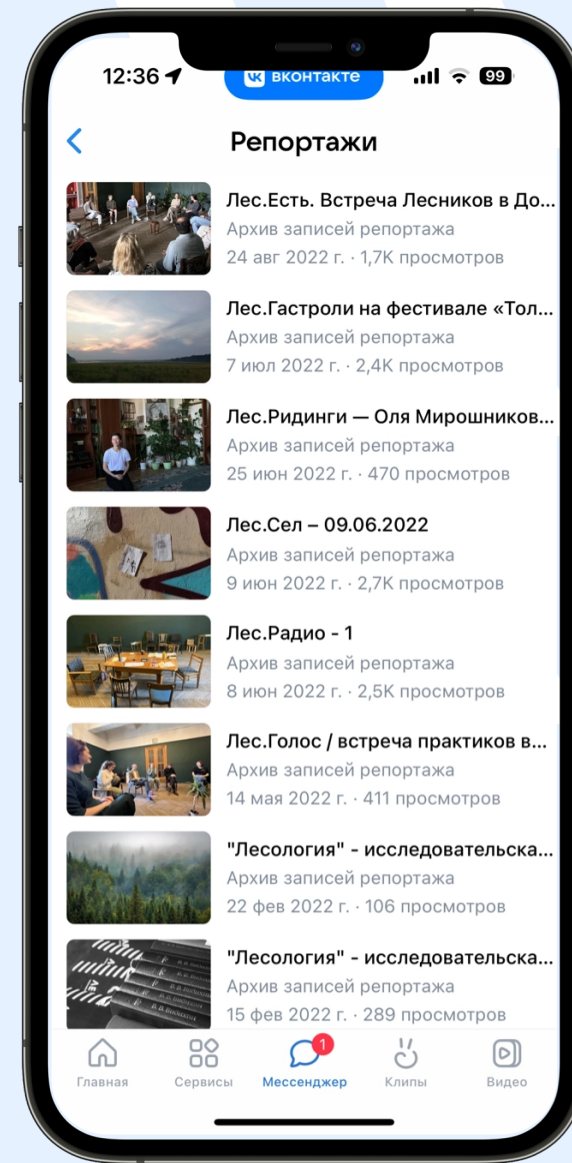 12:36
вконтакте
99
Репортажи
Лес.Есть. Встреча Лесников в До...
Архив записей репортажа
24 авг 2022 г. · 1,7K просмотров
Лес.Гастроли на фестивале «Тол...
Архив записей репортажа
7 июл 2022 г. · 2,4K просмотров
Лес.Ридинги — Оля Мирошников...
Архив записей репортажа
25 июн 2022 г. · 470 просмотров
Лес.Сел – 09.06.2022
Архив записей репортажа
9 июн 2022 г. · 2,7K просмотров
Лес.Радио - 1
Архив записей репортажа
8 июн 2022 г. · 2,5K просмотров
Лес.Голос / встреча практиков в...
Архив записей репортажа
14 мая 2022 г. · 411 просмотров
"Лесология" - исследовательска...
Архив записей репортажа
22 фев 2022 г. · 106 просмотров
"Лесология" - исследовательска...
Архив записей репортажа
15 фев 2022 г. · 289 просмотров
1
Главная Сервисы Мессенджер Клипы Видео